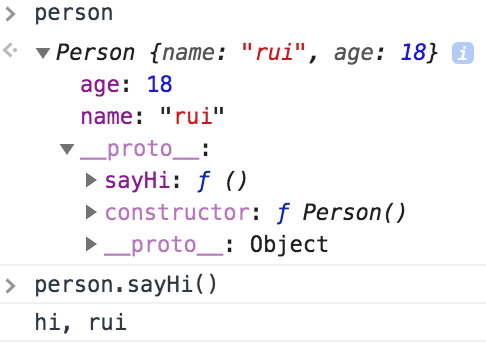 person
Person {name: "rui", age: 18} i
age: 18
name: "rui"
__proto__:
sayHi: ƒ ()
constructor: ƒ Person()
__proto__: Object
person.sayHi()
hi, rui